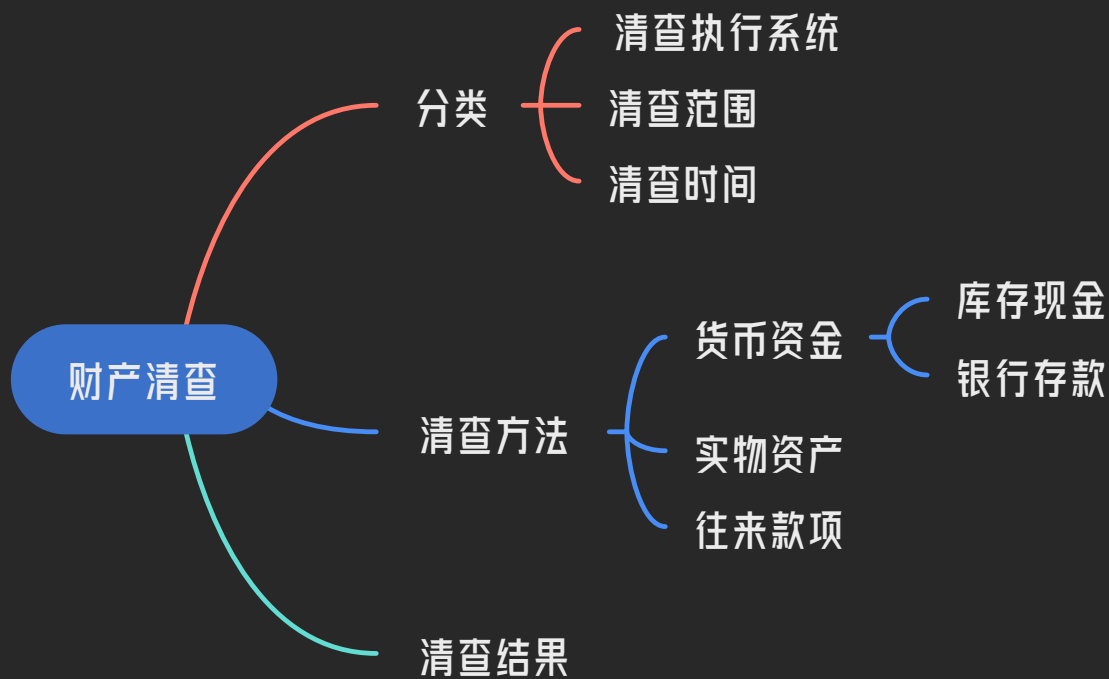 财产清查
分类
清查执行系统
清查范围
清查时间
清查方法
货币资金
库存现金
银行存款
实物资产
往来款项
清查结果